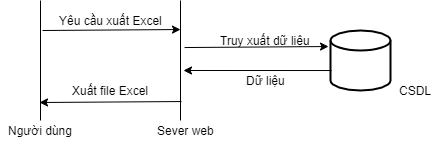 Yêu cầu xuất Excel
Truy xuất dữ liệu
Dữ liệu
Xuất file Excel
CSDL
Người dùng
Sever web